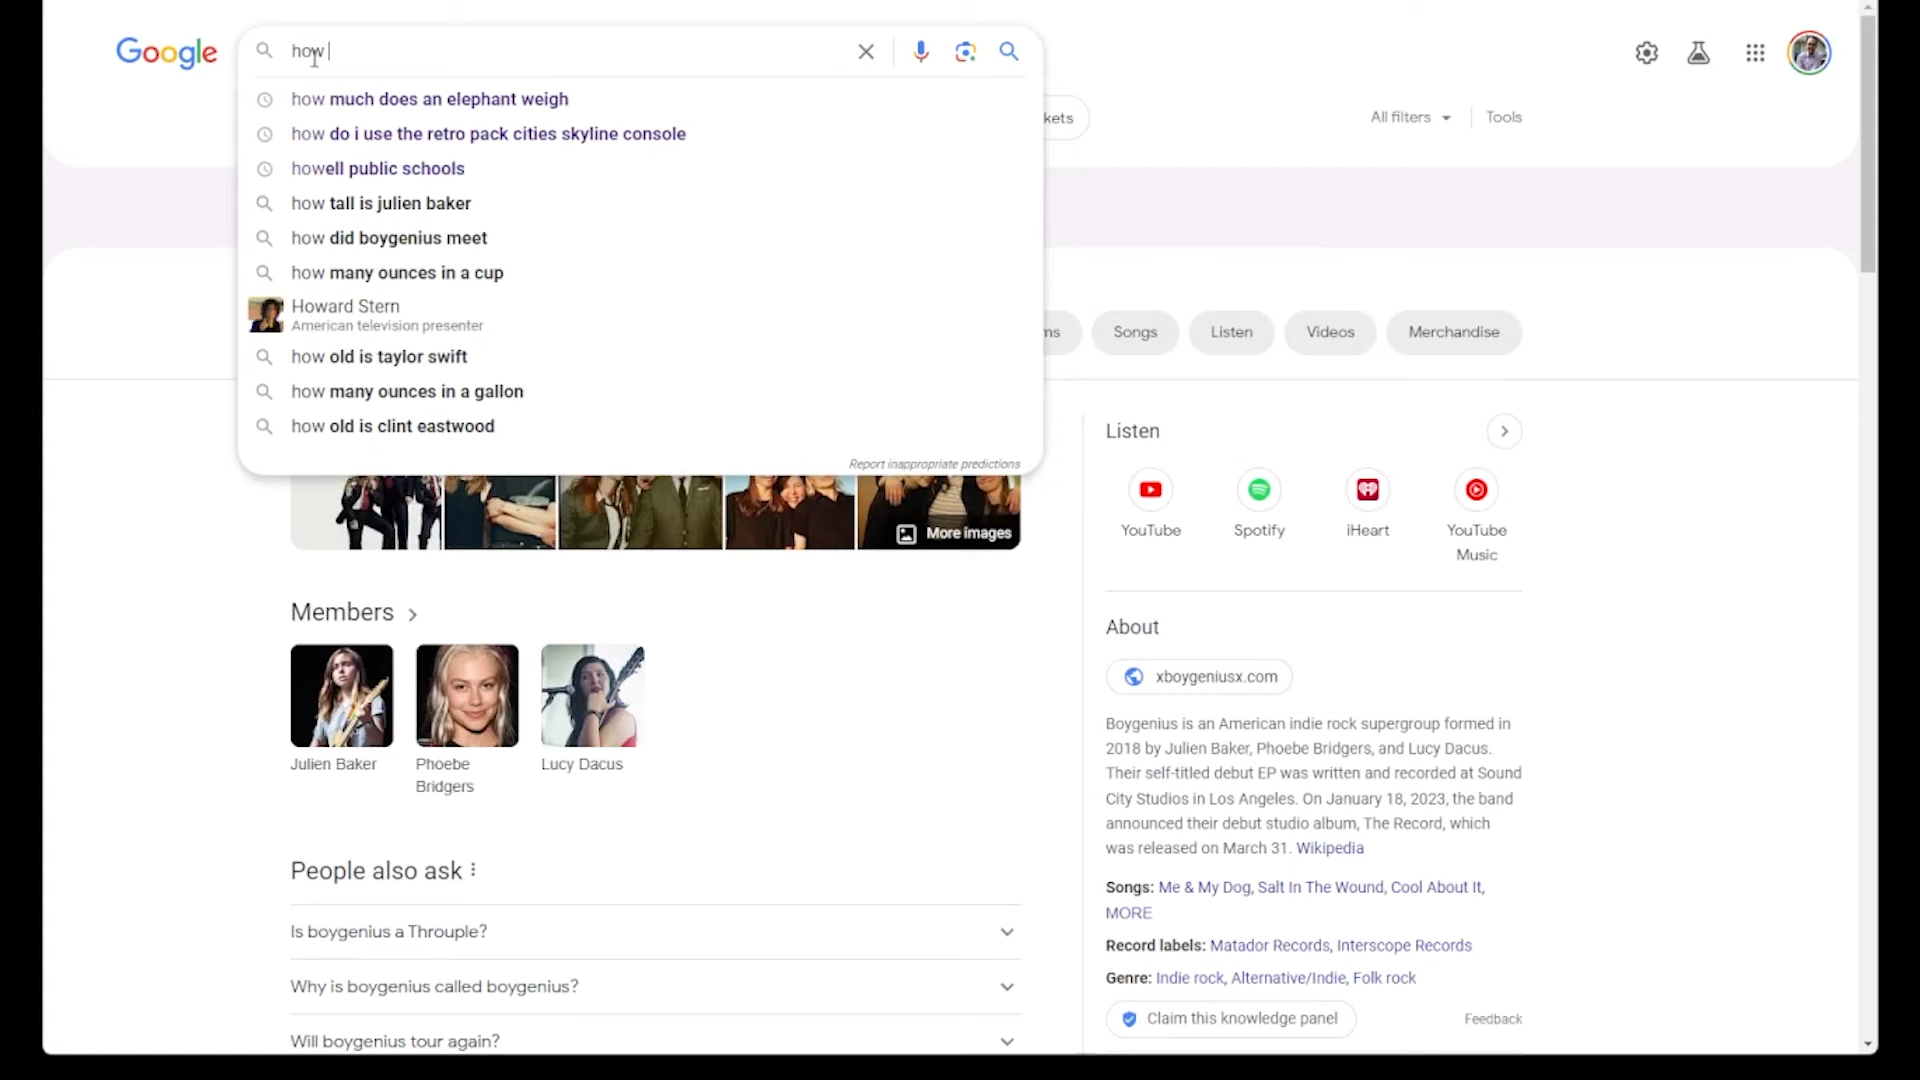 Google
how
how much does an elephant weigh
how do i use the retro pack cities skyline console
howell public schools
how tall is julien baker
how did boygenius meet
how many ounces in a cup
Howard Stern
American television presenter
how old is taylor swift
how many ounces in a gallon
how old is clint eastwood
Report inappropriate predictions
kets
All filters
Tools
ms
Songs
Listen
Videos
Merchandise
More images
Members
Julien Baker
Phoebe
Bridgers
Lucy Dacus
People also ask
Is boygenius a Throuple?
Why is boygenius called boygenius?
Will boygenius tour again?
Listen
YouTube
Spotify
iHeart
YouTube
Music
About
xboygeniusx.com
Boygenius is an American indie rock supergroup formed in
2018 by Julien Baker, Phoebe Bridgers, and Lucy Dacus.
Their self-titled debut EP was written and recorded at Sound
City Studios in Los Angeles. On January 18, 2023, the band
announced their debut studio album, The Record, which
was released on March 31. Wikipedia
Songs: Me & My Dog, Salt In The Wound, Cool About It,
MORE
Record labels: Matador Records, Interscope Records
Genre: Indie rock, Alternative/Indie, Folk rock
Claim this knowledge panel
Feedback